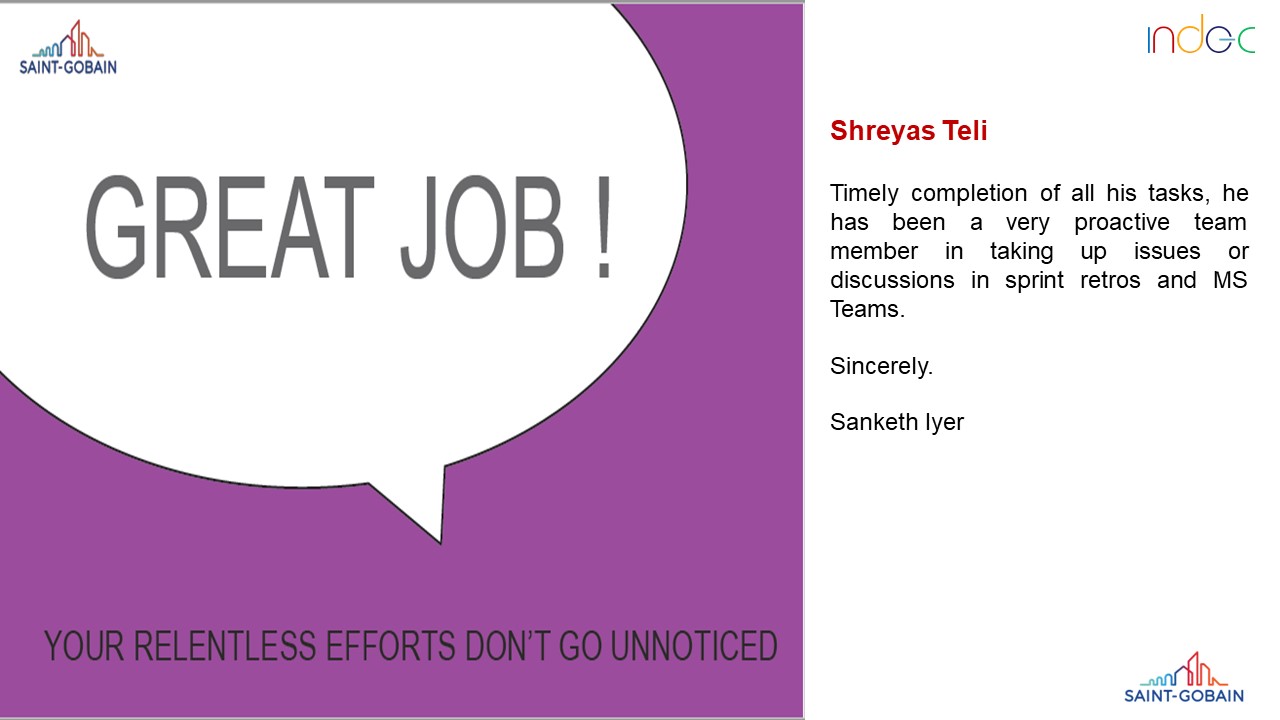 SAINT-GOBAIN
GREAT JOB !
YOUR RELENTLESS EFFORTS DON'T GO UNNOTICED
indec
Shreyas Teli
Timely completion of all his tasks, he
has been a very proactive team
member in taking up issues or
discussions in sprint retros and MS
Teams.
Sincerely.
Sanketh Iyer
SAINT-GOBAIN